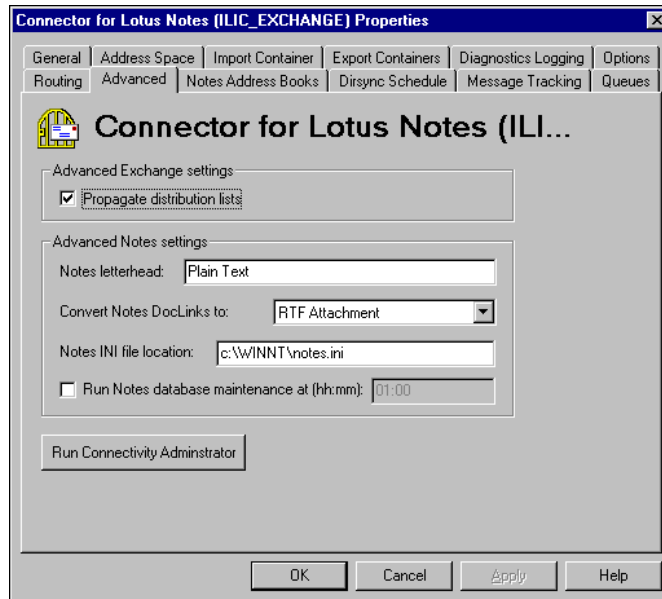 Connector for Lotus Notes (ILIC_EXCHANGE) Properties
General Address Space Import Container Export Containers Diagnostics Logging Options
Routing Advanced Notes Address Books Dirsync Schedule Message Tracking Queues
Connector for Lotus Notes (ILI...
Advanced Exchange settings
Propagate distribution lists
Advanced Notes settings
Notes letterhead: Plain Text
Convert Notes DocLinks to: RTF Attachment
Notes INI file location: c:\WINNT\notes.ini
Run Notes database maintenance at (hh:mm): 01:00
Run Connectivity Adminstrator
OK Cancel Apply Help